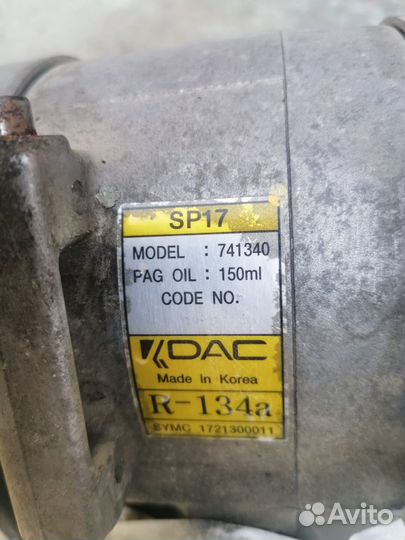 SP17
MODEL : 741340
PAG OIL : 150ml
CODE NO.
DAC
Made in Korea
R-134a
SYMC 1721300011
Avito